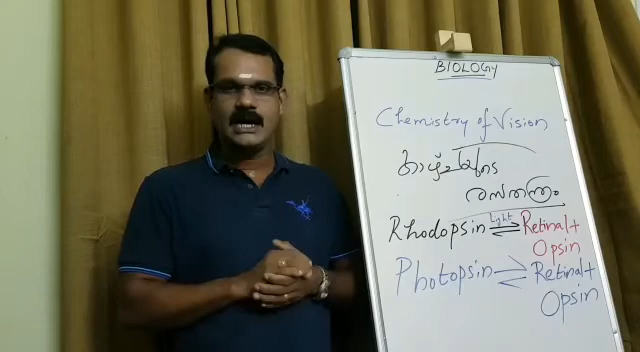 BIOLOGY
Chemistry of Vision
കാഴ്ചയുടെ
രസതന്ത്രം
Rhodopsin Light ⇌ Retinal +
Opsin
Photopsin ⇌ Retinal +
Opsin